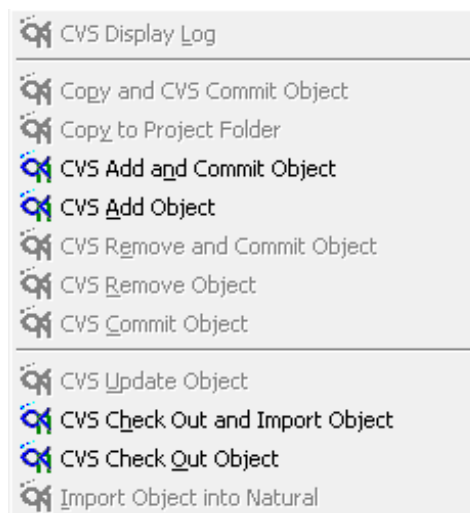 CVS Display Log
Copy and CVS Commit Object
Copy to Project Folder
CVS Add and Commit Object
CVS Add Object
CVS Remove and Commit Object
CVS Remove Object
CVS Commit Object
CVS Update Object
CVS Check Out and Import Object
CVS Check Out Object
Import Object into Natural